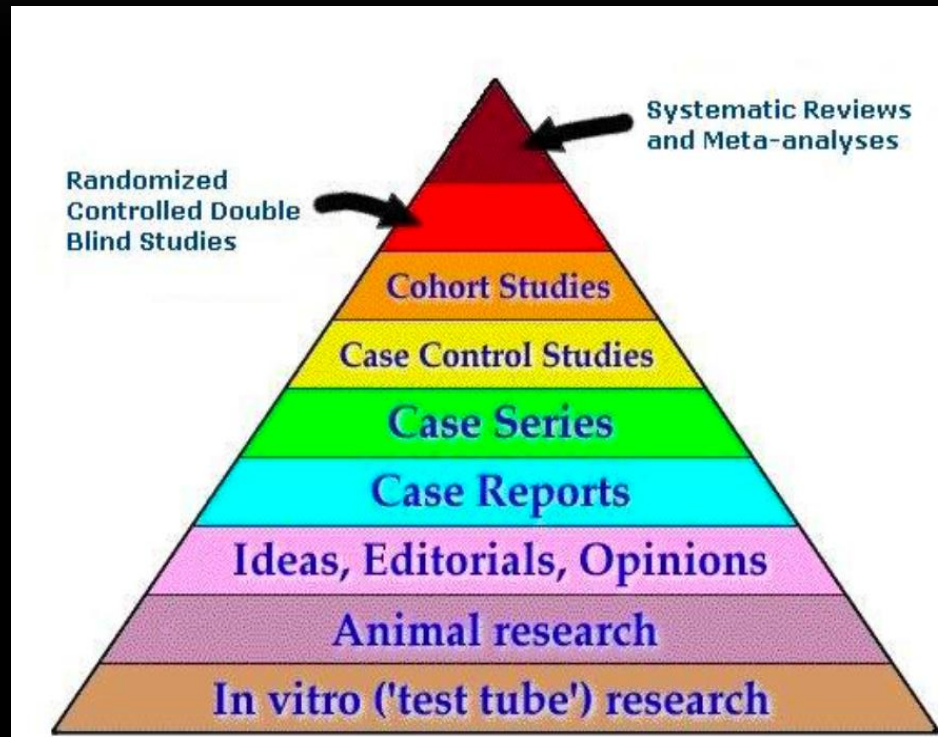 Systematic Reviews
and Meta-analyses
Randomized
Controlled Double
Blind Studies
Cohort Studies
Case Control Studies
Case Series
Case Reports
Ideas, Editorials, Opinions
Animal research
In vitro ('test tube') research